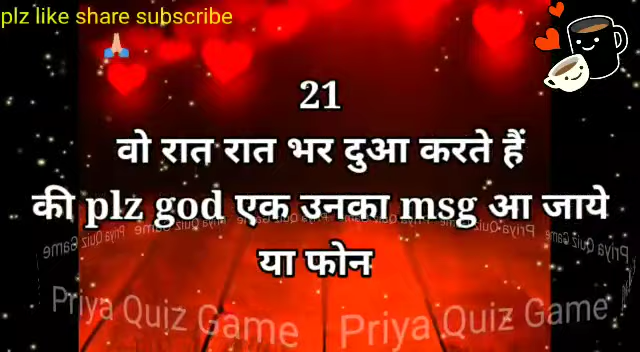 plz like share subscribe
21
वो रात रात भर दुआ करते हैं
की plz god एक उनका msg आ जाये
या फोन
Priya Quiz Game Priya Quiz Game